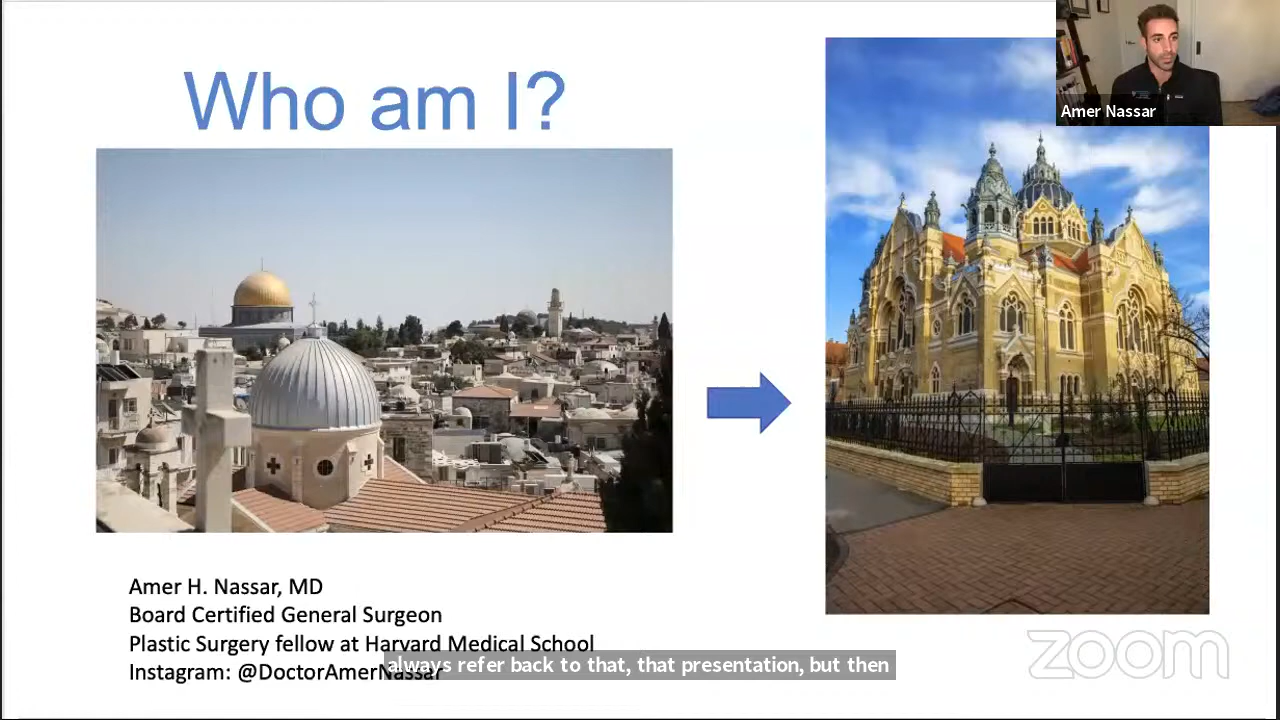 Who am I?
Amer Nassar
Amer H. Nassar, MD
Board Certified General Surgeon
Plastic Surgery fellow at Harvard Medical School
Instagram: @DoctorAmerNassar
always refer back to that, that presentation, but then
zoom